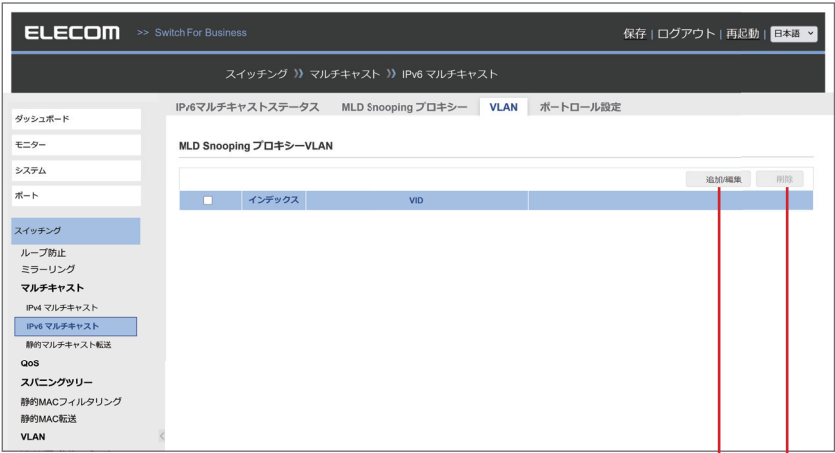 ELECOM >> Switch For Business 保存 | ログアウト | 再起動 | 日本語
スイッチング 》 マルチキャスト 》 IPv6 マルチキャスト
IPv6マルチキャストステータス MLD Snooping プロキシー VLAN ポートロール設定
ダッシュボード
モニター
システム
ポート
スイッチング
ループ防止
ミラーリング
マルチキャスト
IPv4 マルチキャスト
IPv6 マルチキャスト
静的マルチキャスト転送
QoS
スパニングツリー
静的MACフィルタリング
静的MAC転送
VLAN
MLD Snooping プロキシーVLAN
追加/編集 削除
インデックス VID